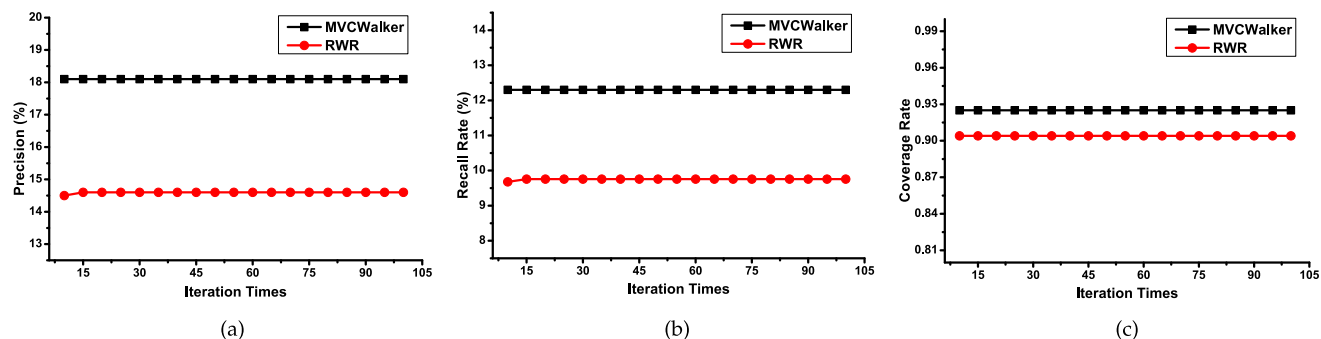 MVCWalker
RWR
20
19
18
17
16
15
14
13
Precision (%)
15 30 45 60 75 90 105
Iteration Times
(a)
MVCWalker
RWR
15
14
13
12
11
10
9
8
Recall Rate (%)
15 30 45 60 75 90 105
Iteration Times
(b)
MVCWalker
RWR
0.99
0.96
0.93
0.90
0.87
0.84
0.81
Coverage Rate
15 30 45 60 75 90 105
Iteration Times
(c)